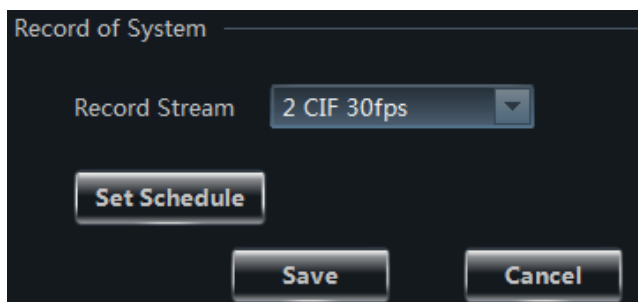 Record of System
Record Stream 2 CIF 30fps
Set Schedule
Save Cancel